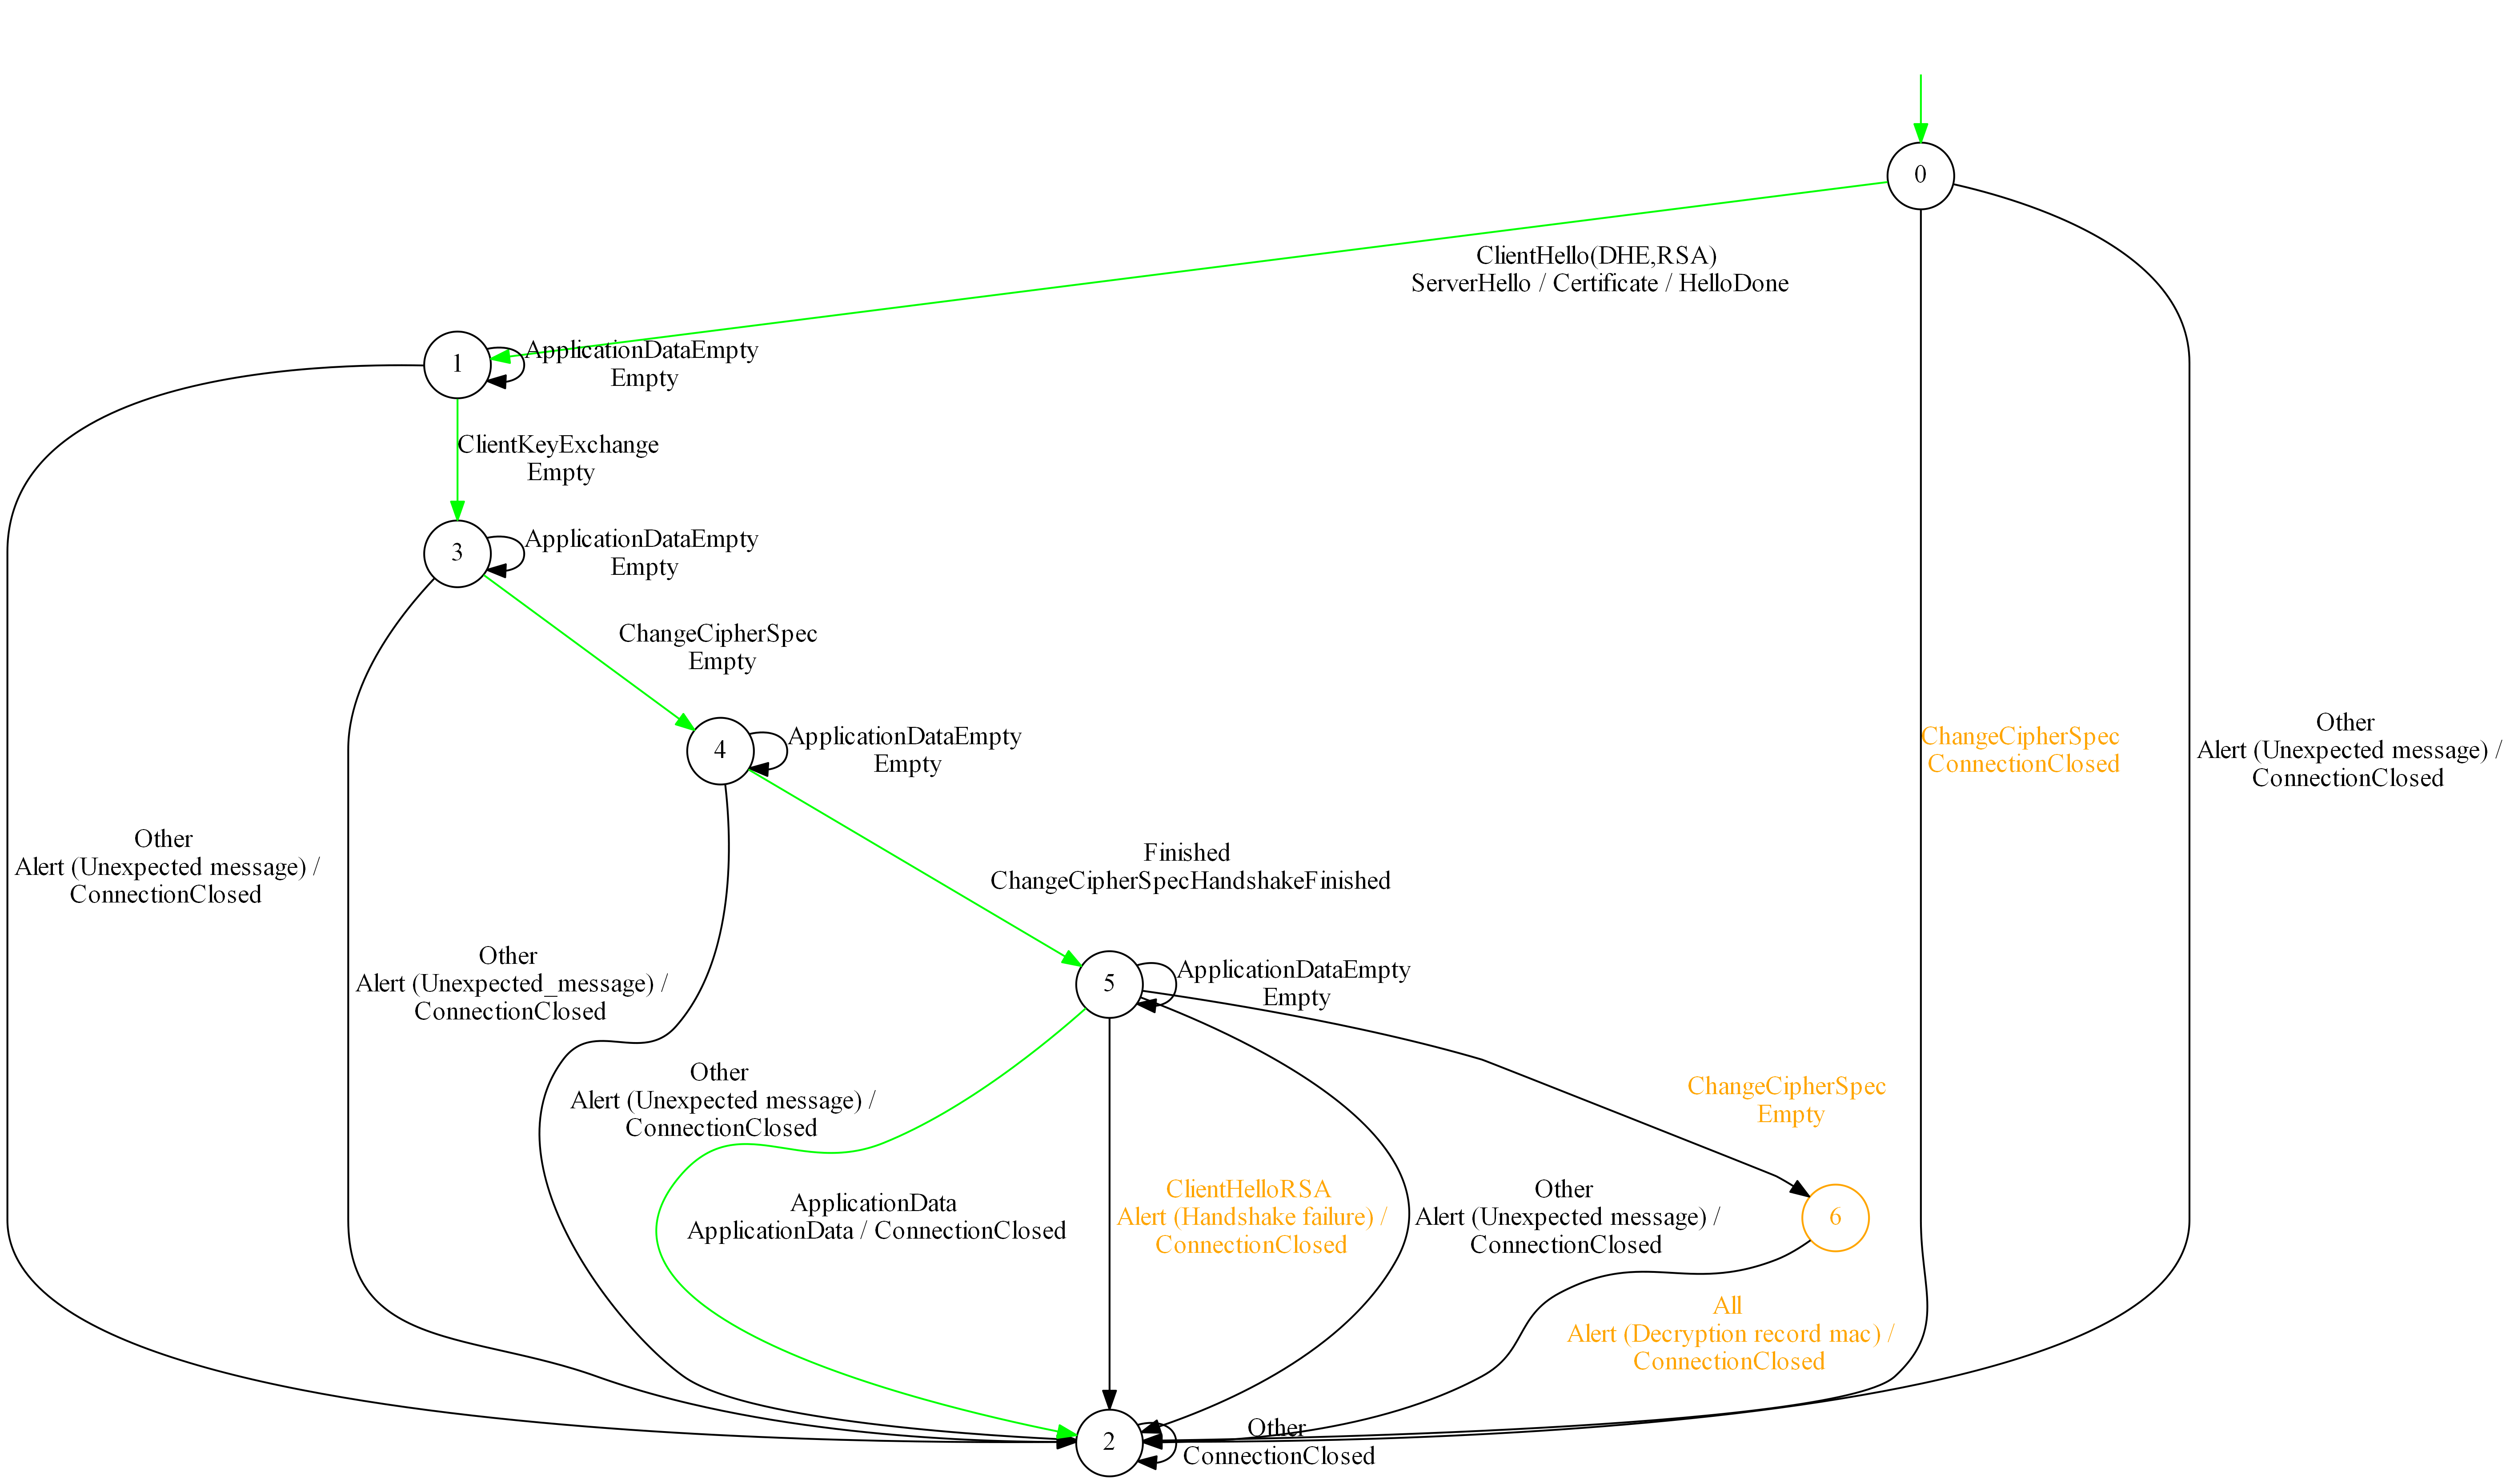 0
ClientHello(DHE,RSA)
ServerHello / Certificate / HelloDone
1
ApplicationDataEmpty
Empty
ClientKeyExchange
Empty
3
ApplicationDataEmpty
Empty
ChangeCipherSpec
Empty
4
ApplicationDataEmpty
Empty
ChangeCipherSpec
ConnectionClosed
Other
Alert (Unexpected message) /
ConnectionClosed
Other
Alert (Unexpected message) /
ConnectionClosed
Finished
ChangeCipherSpecHandshakeFinished
Other
Alert (Unexpected_message) /
ConnectionClosed
5
ApplicationDataEmpty
Empty
Other
Alert (Unexpected message) /
ConnectionClosed
ChangeCipherSpec
Empty
ApplicationData
ApplicationData / ConnectionClosed
ClientHelloRSA
Alert (Handshake failure) /
ConnectionClosed
Other
Alert (Unexpected message) /
ConnectionClosed
6
All
Alert (Decryption record mac) /
ConnectionClosed
2
Other
ConnectionClosed